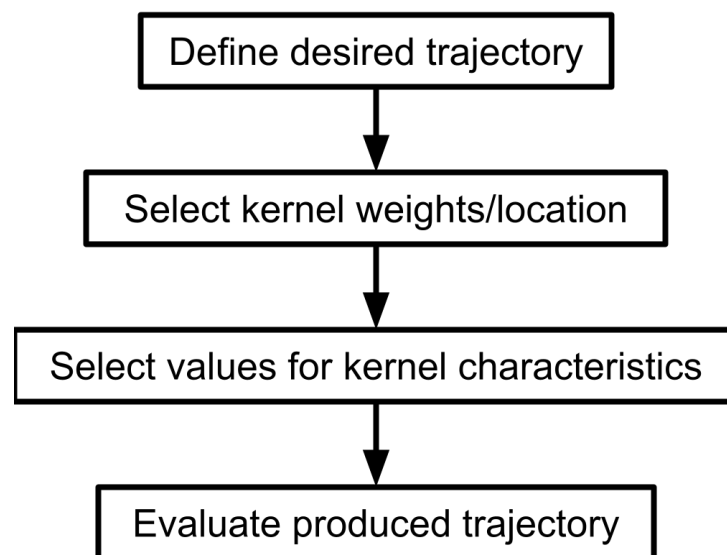 Define desired trajectory
Select kernel weights/location
Select values for kernel characteristics
Evaluate produced trajectory